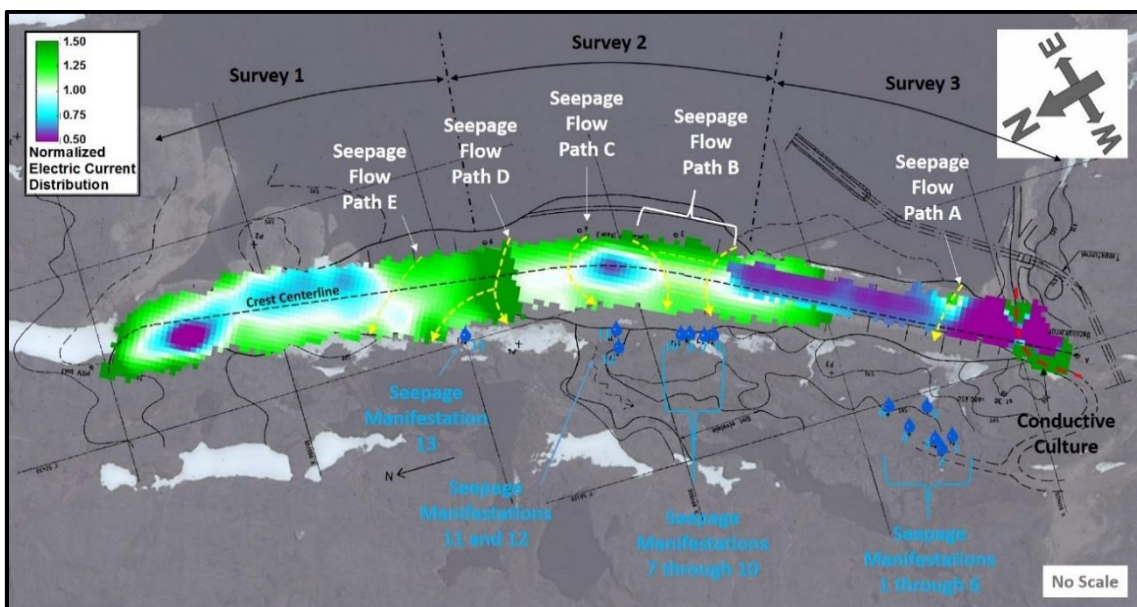 1.50
1.00
0.75
0.50
Normalized
Electric Current
Distribution
Survey 1
Survey 2
Survey 3
E
N
W
Seepage
Flow
Path E
Seepage
Flow
Path D
Seepage
Flow
Path C
Seepage
Flow
Path B
Seepage
Flow
Path A
Crest Centerline
Conductive
Culture
N
Seepage
Manifestation
13
Seepage
Manifestations
11 and 12
Seepage
Manifestations
7 through 10
Seepage
Manifestations
1 through 6
No Scale